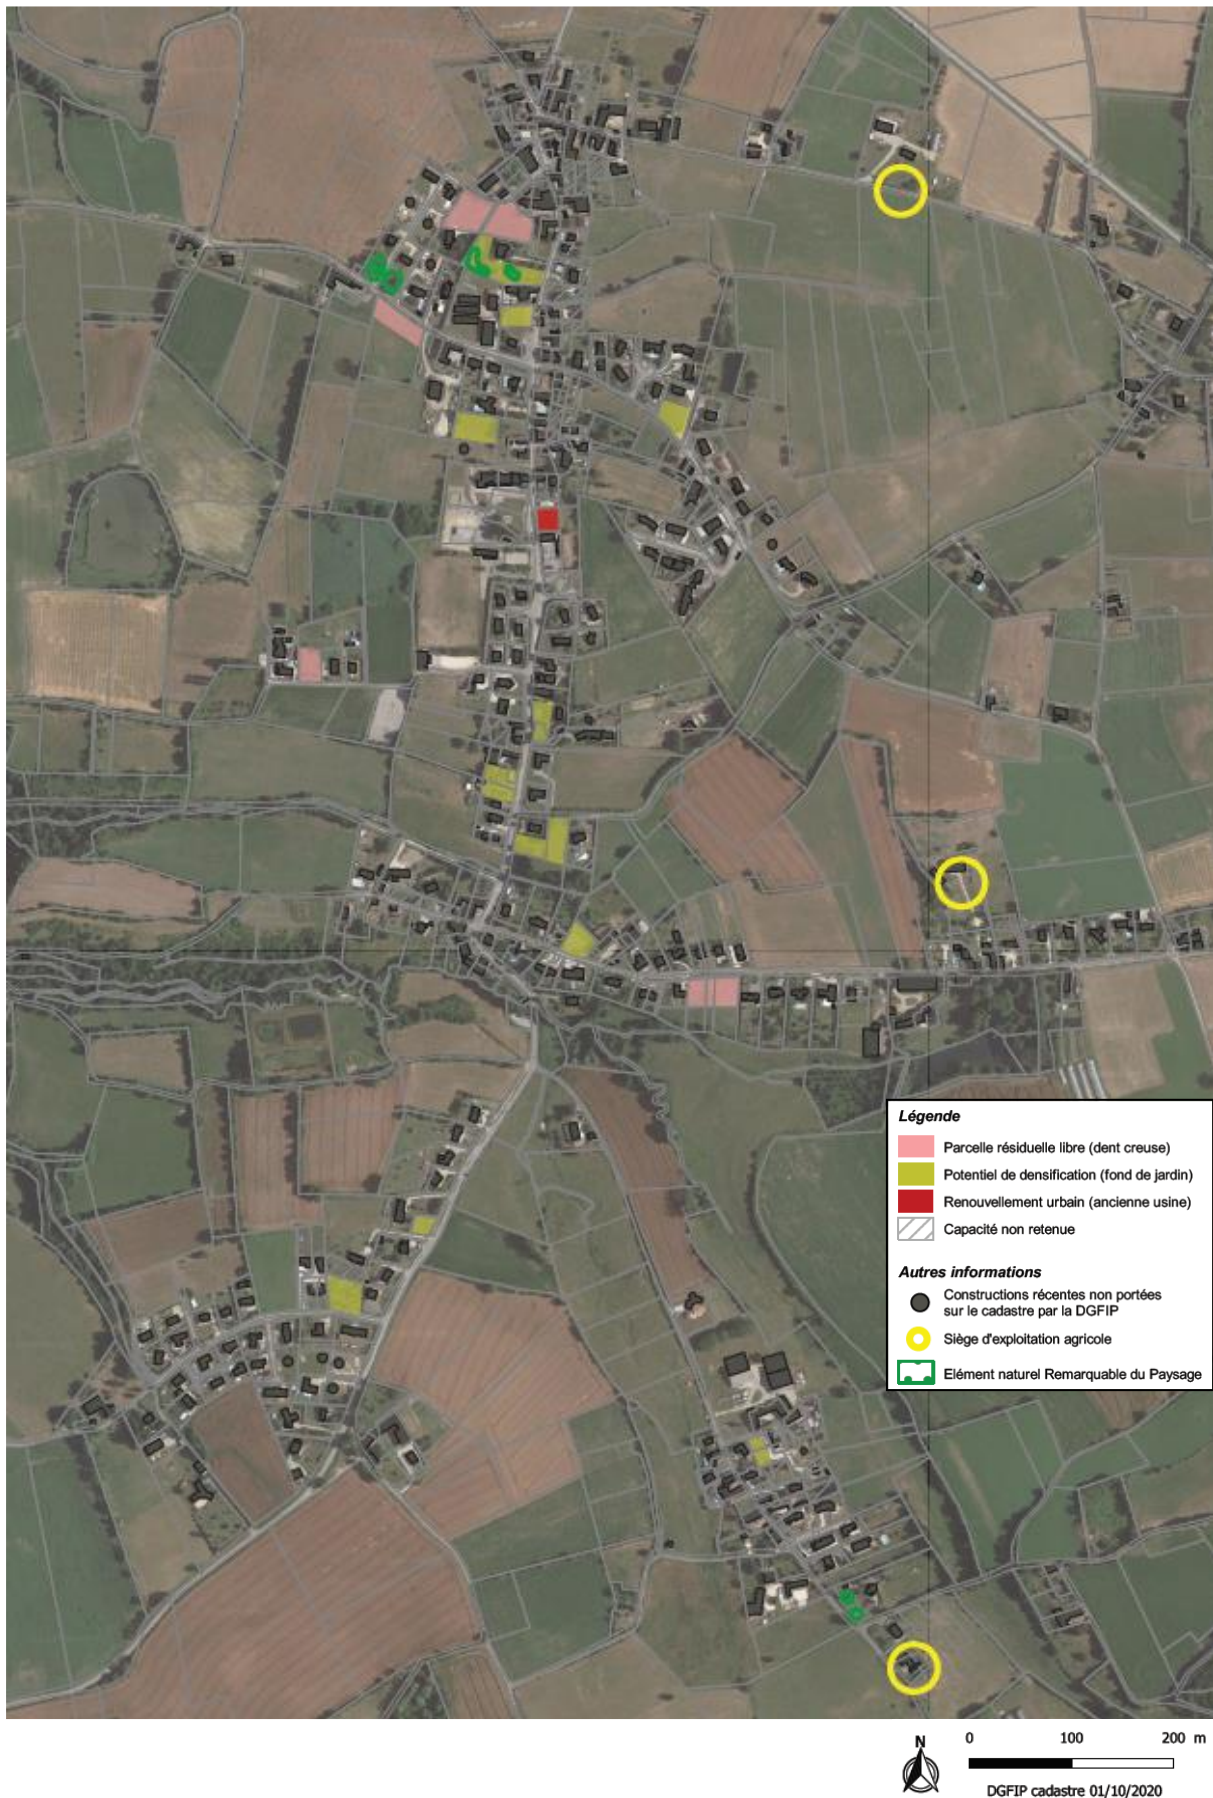 Légende
Parcelle résiduelle libre (dent creuse)
Potentiel de densification (fond de jardin)
Renouvellement urbain (ancienne usine)
Capacité non retenue
Autres informations
Constructions récentes non portées
sur le cadastre par la DGFIP
Siège d'exploitation agricole
Elément naturel Remarquable du Paysage
N
0 100 200 m
DGFIP cadastre 01/10/2020